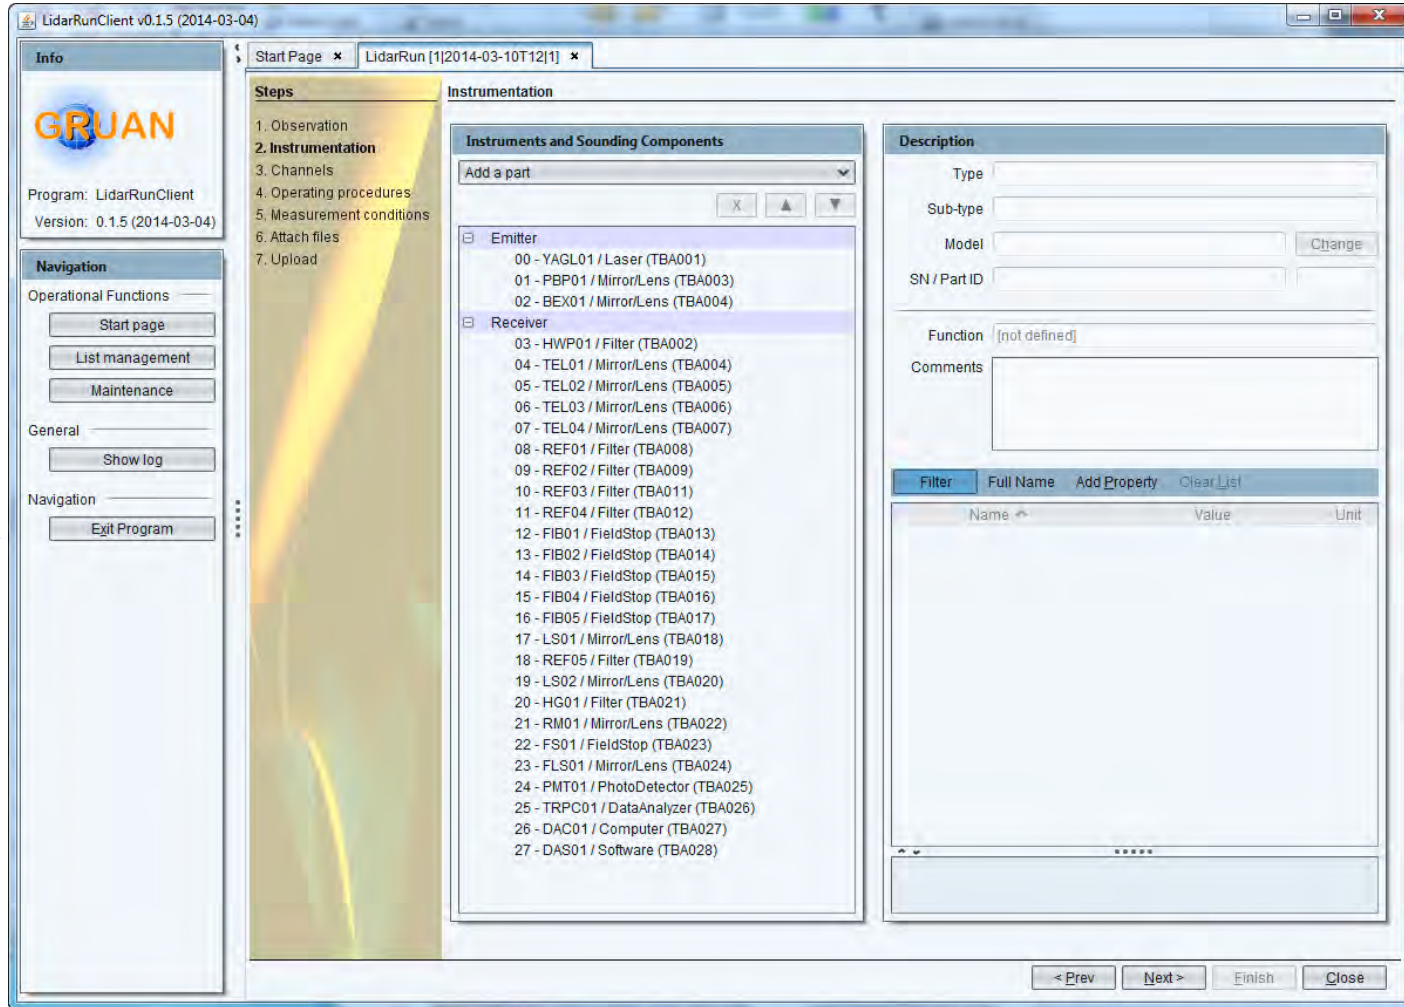 LidarRunClient v0.1.5 (2014-03-04)
Info
GRUAN
Program: LidarRunClient
Version: 0.1.5 (2014-03-04)
Navigation
Operational Functions
Start page
List management
Maintenance
General
Show log
Navigation
Exit Program
Start Page × LidarRun [1|2014-03-10T12|1] ×
Steps
1. Observation
2. Instrumentation
3. Channels
4. Operating procedures
5. Measurement conditions
6. Attach files
7. Upload
Instrumentation
Instruments and Sounding Components
Add a part
X ▲ ▼
Emitter
00 - YAGL01 / Laser (TBA001)
01 - PBP01 / Mirror/Lens (TBA003)
02 - BEX01 / Mirror/Lens (TBA004)
Receiver
03 - HWP01 / Filter (TBA002)
04 - TEL01 / Mirror/Lens (TBA004)
05 - TEL02 / Mirror/Lens (TBA005)
06 - TEL03 / Mirror/Lens (TBA006)
07 - TEL04 / Mirror/Lens (TBA007)
08 - REF01 / Filter (TBA008)
09 - REF02 / Filter (TBA009)
10 - REF03 / Filter (TBA011)
11 - REF04 / Filter (TBA012)
12 - FIB01 / FieldStop (TBA013)
13 - FIB02 / FieldStop (TBA014)
14 - FIB03 / FieldStop (TBA015)
15 - FIB04 / FieldStop (TBA016)
16 - FIB05 / FieldStop (TBA017)
17 - LS01 / Mirror/Lens (TBA018)
18 - REF05 / Filter (TBA019)
19 - LS02 / Mirror/Lens (TBA020)
20 - HG01 / Filter (TBA021)
21 - RM01 / Mirror/Lens (TBA022)
22 - FS01 / FieldStop (TBA023)
23 - FLS01 / Mirror/Lens (TBA024)
24 - PMT01 / PhotoDetector (TBA025)
25 - TRPC01 / DataAnalyzer (TBA026)
26 - DAC01 / Computer (TBA027)
27 - DAS01 / Software (TBA028)
Description
Type
Sub-type
Model Change
SN / Part ID
Function [not defined]
Comments
Filter Full Name Add Property Clear List
Name Value Unit
< Prev Next > Finish Close